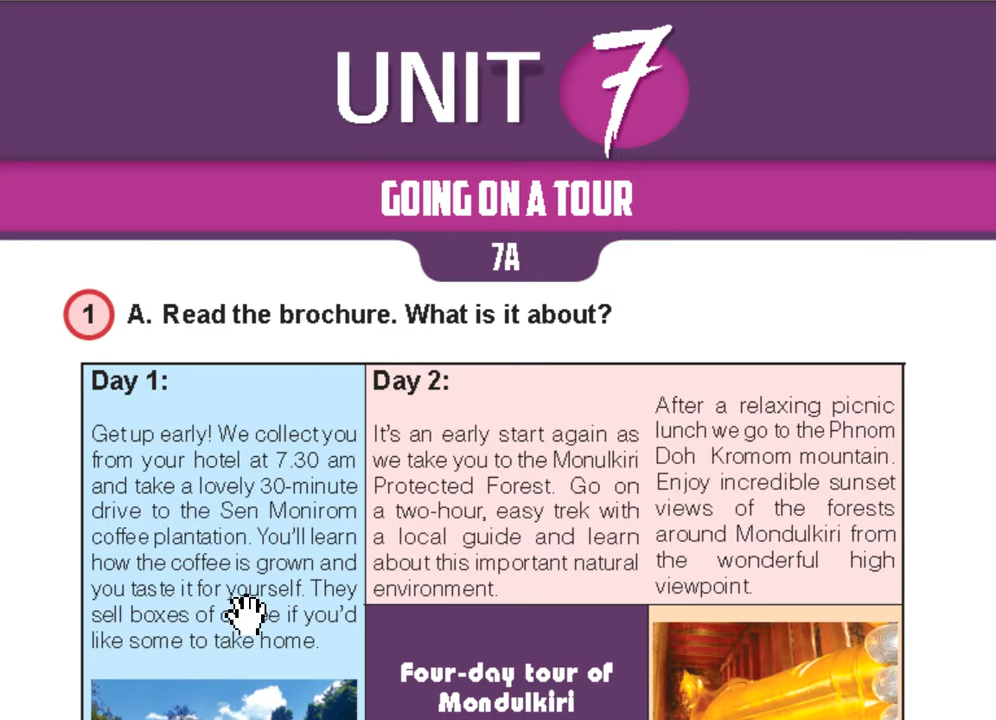 UNIT 7
GOING ON A TOUR
7A
1 A. Read the brochure. What is it about?
Day 1:
Get up early! We collect you
from your hotel at 7.30 am
and take a lovely 30-minute
drive to the Sen Monirom
coffee plantation. You'll learn
how the coffee is grown and
you taste it for yourself. They
sell boxes of if you'd
like some to take home.
Day 2:
It's an early start again as
we take you to the Monulkiri
Protected Forest. Go on
a two-hour, easy trek with
a local guide and learn
about this important natural
environment.
After a relaxing picnic
lunch we go to the Phnom
Doh Kromom mountain.
Enjoy incredible sunset
views of the forests
around Mondulkiri from
the wonderful high
viewpoint.
Four-day tour of
Mondulkiri